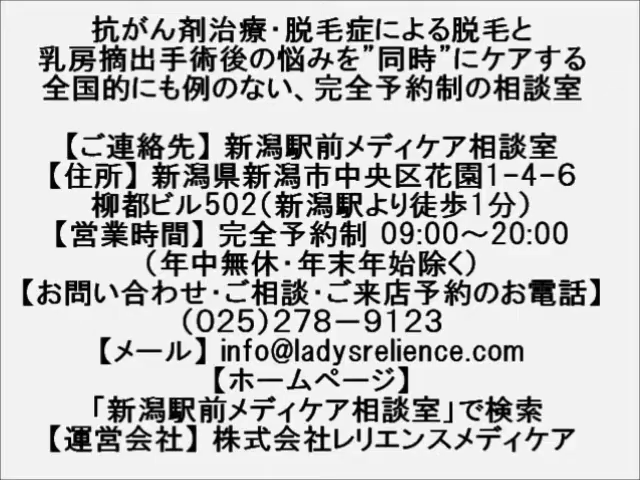 抗がん剤治療・脱毛症による脱毛と
乳房摘出手術後の悩みを”同時”にケアする
全国的にも例のない、完全予約制の相談室
【ご連絡先】新潟駅前メディケア相談室
【住所】新潟県新潟市中央区花園1-4-6
柳都ビル502(新潟駅より徒歩1分)
【営業時間】完全予約制 09:00～20:00
(年中無休・年末年始除く)
【お問い合わせ・ご相談・ご来店予約のお電話】
(025)278－9123
【メール】info@ladysrelience.com
【ホームページ】
「新潟駅前メディケア相談室」で検索
【運営会社】株式会社レリエンスメディケア